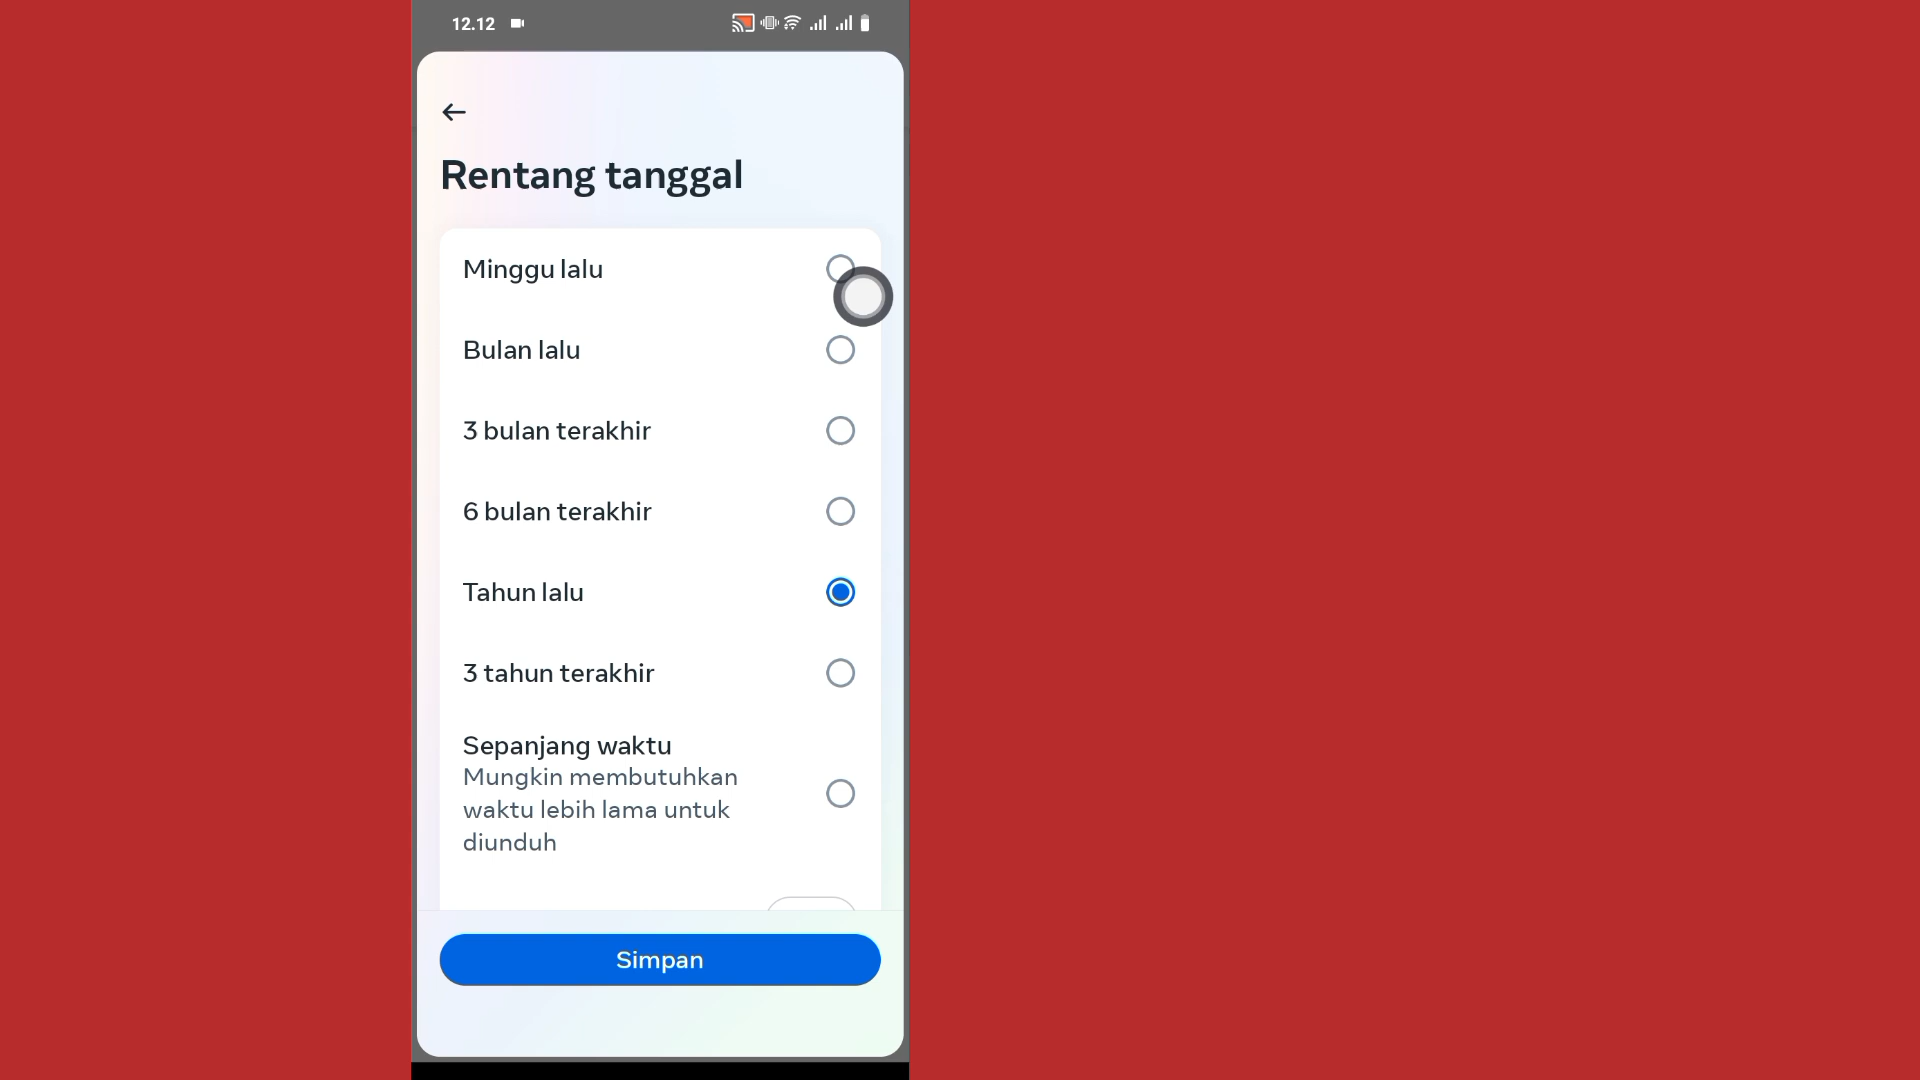 12.12
Rentang tanggal
Minggu lalu
Bulan lalu
3 bulan terakhir
6 bulan terakhir
Tahun lalu
3 tahun terakhir
Sepanjang waktu
Mungkin membutuhkan
waktu lebih lama untuk
diunduh
Simpan